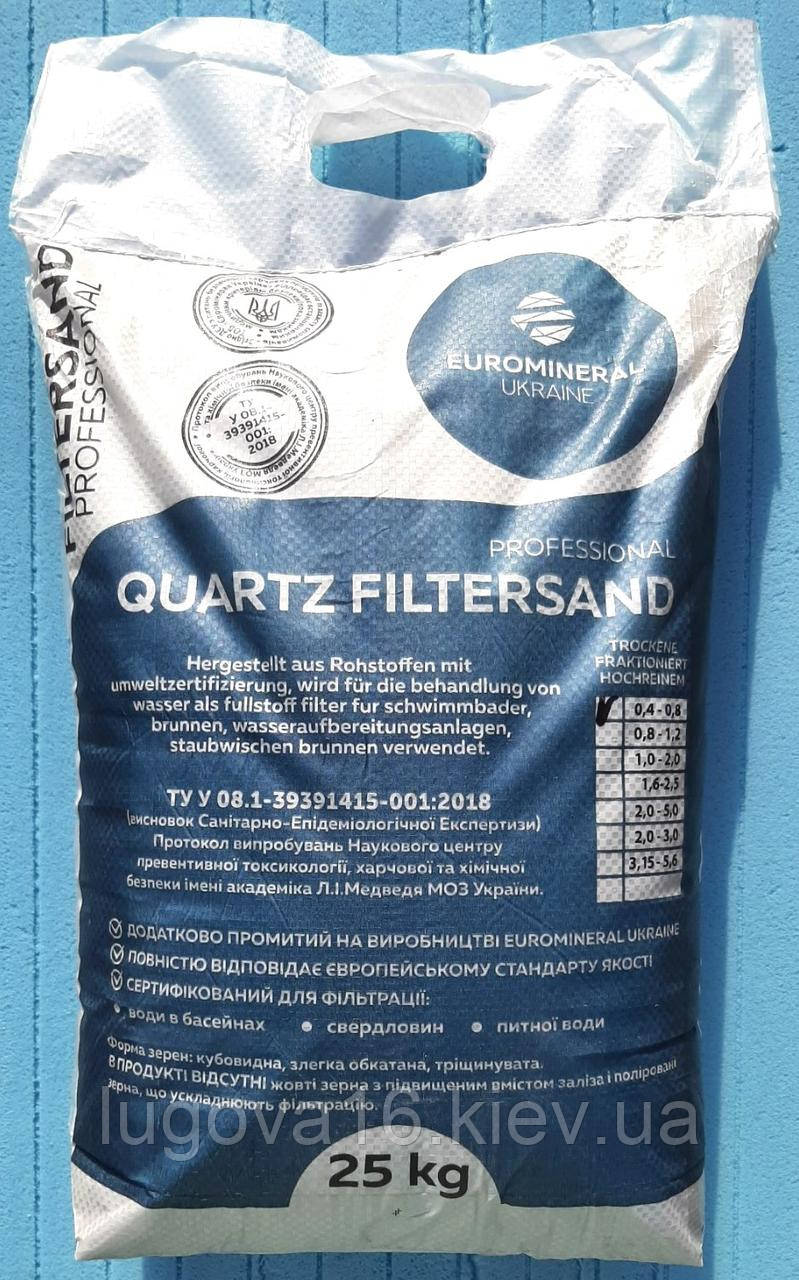 FILTERSAND
PROFESSIONAL
ТУ
У 08.1-
39391415-
001:
2018
EUROMINERAL
UKRAINE
PROFESSIONAL
QUARTZ FILTERSAND
TROCKENE
FRAKTIONIERT
HOCHREINEM
0,4 - 0,8
0,8 - 1,2
1,0 - 2,0
1,6-2,5
2,0 - 5,0
2,0 - 3,0
3,15 - 5,6
Hergestellt aus Rohstoffen mit
umweltzertifizierung, wird für die behandlung von
wasser als fullstoff filter fur schwimmbader,
brunnen, wasseraufbereitungsanlagen,
staubwischen brunnen verwendet.
ТУ У 08.1-39391415-001:2018
(висновок Санітарно-Епідеміологічної Експертизи)
Протокол випробувань Наукового центру
превентивної токсикології, харчової та хімічної
безпеки імені академіка Л.І.Медведя МОЗ України.
ДОДАТКОВО ПРОМИТИЙ НА ВИРОБНИЦТВІ EUROMINERAL UKRAINE
ПОВНІСТЮ ВІДПОВІДАЄ ЄВРОПЕЙСЬКОМУ СТАНДАРТУ ЯКОСТІ
СЕРТИФІКОВАНИЙ ДЛЯ ФІЛЬТРАЦІЇ:
• води в басейнах • свердловин • питної води
Форма зерен: кубовидна, злегка обкатана, тріщинувата.
В ПРОДУКТІ ВІДСУТНІ жовті зерна з підвищеним вмістом заліза і поліровані
зерна, що ускладнюють фільтрацію.
lugova16.kiev.ua
25 kg